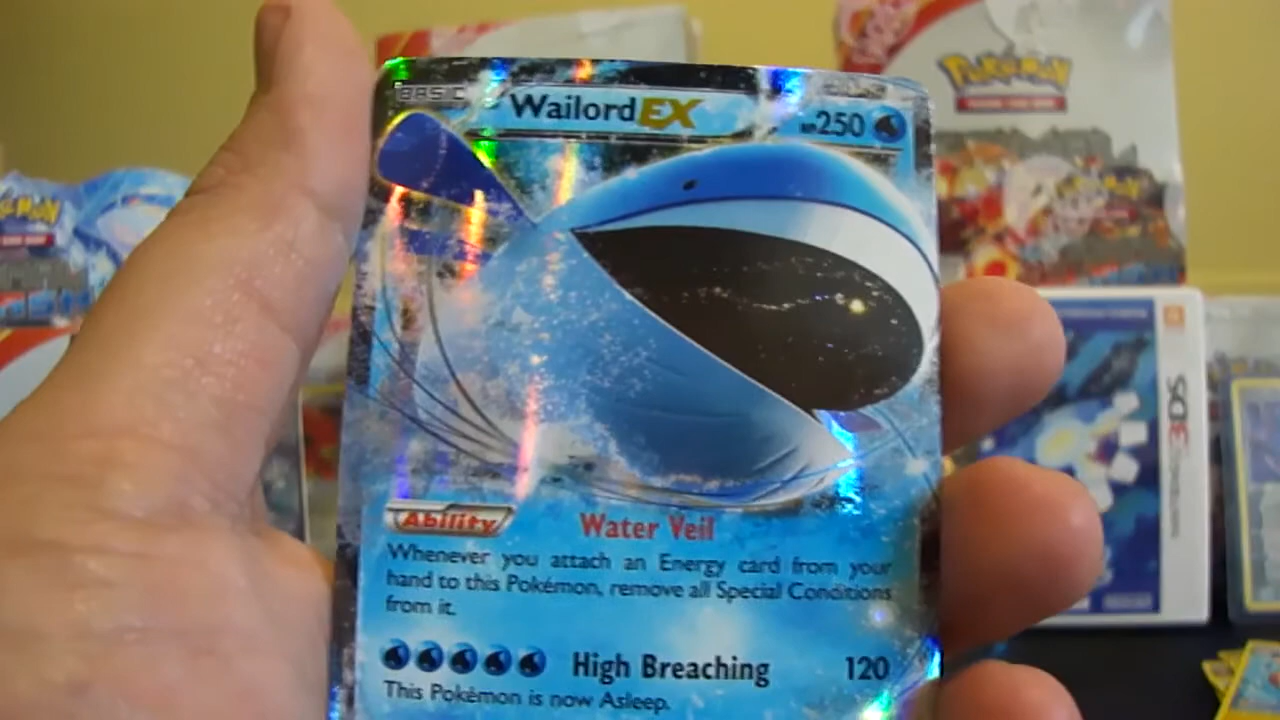 BASIC
Wailord EX
HP250
Ability Water Veil
Whenever you attach an Energy card from your
hand to this Pokémon, remove all Special Conditions
from it.
High Breaching 120
This Pokémon is now Asleep.
POKéMON
NINTENDO 3DS